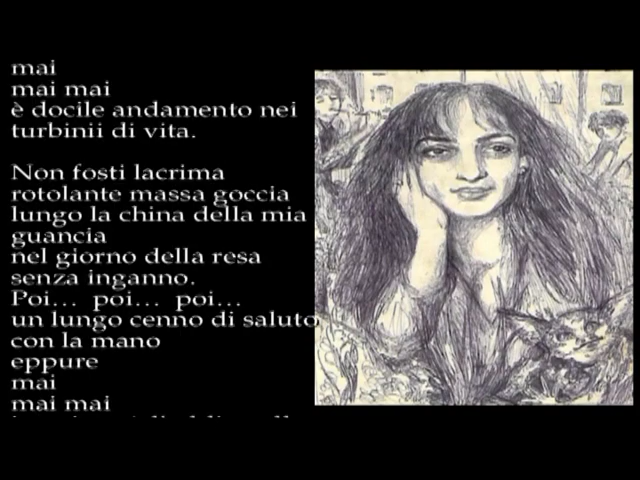 mai
mai mai
è docile andamento nei
turbinii di vita.
Non fosti lacrima
rotolante massa goccia
lungo la china della mia
guancia
nel giorno della resa
senza inganno.
Poi... poi... poi...
un lungo cenno di saluto
con la mano
eppure
mai
mai mai